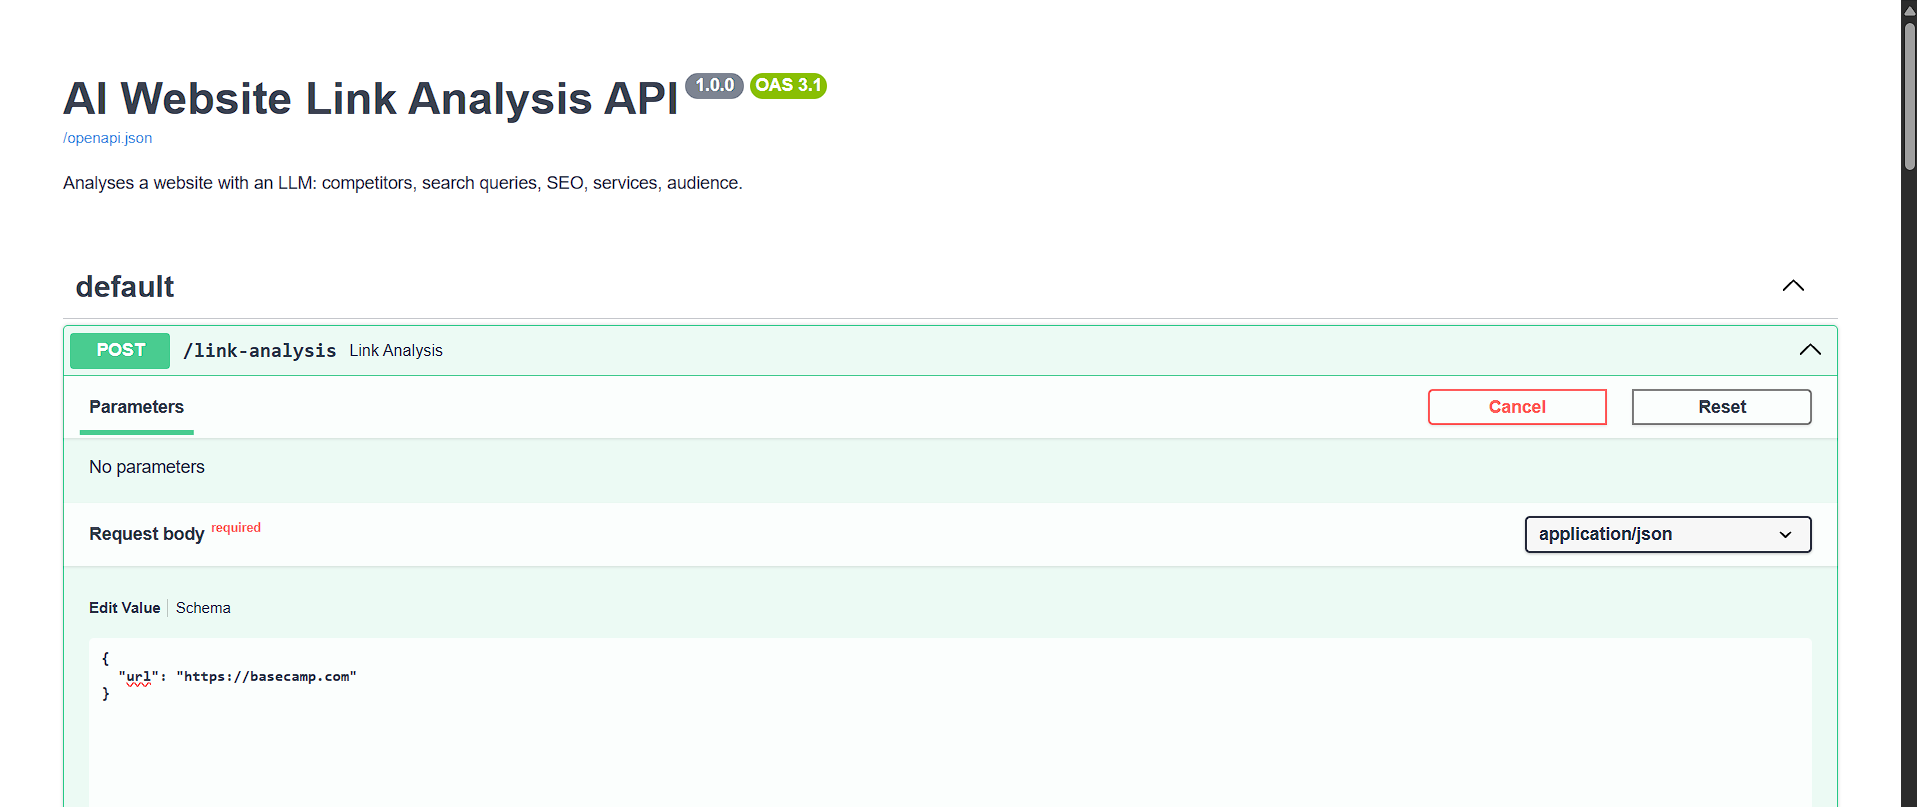 AI Website Link Analysis API 1.0.0 OAS 3.1
/openapi.json
Analyses a website with an LLM: competitors, search queries, SEO, services, audience.
default
POST /link-analysis Link Analysis
Parameters
Cancel
Reset
No parameters
Request body required
application/json
Edit Value
Schema
{
"url": "https://basecamp.com"
}